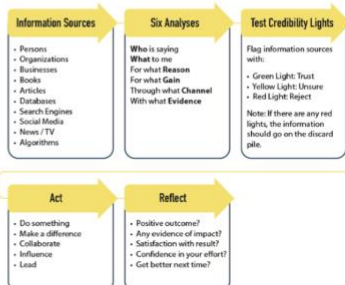 Information Sources
• Persons
• Organizations
• Businesses
• Books
• Articles
• Databases
• Search Engines
• Social Media
• News / TV
• Algorithms
Six Analyses
Who is saying
What to me
For what Reason
For what Gain
Through what Channel
With what Evidence
Test Credibility Lights
Flag information sources
with:
• Green Light: Trust
• Yellow Light: Unsure
• Red Light: Reject
Note: If there are any red
lights, the information
should go on the discard
pile.
Act
• Do something
• Make a difference
• Collaborate
• Influence
• Lead
Reflect
• Positive outcome?
• Any evidence of impact?
• Satisfaction with result?
• Confidence in your effort?
• Get better next time?